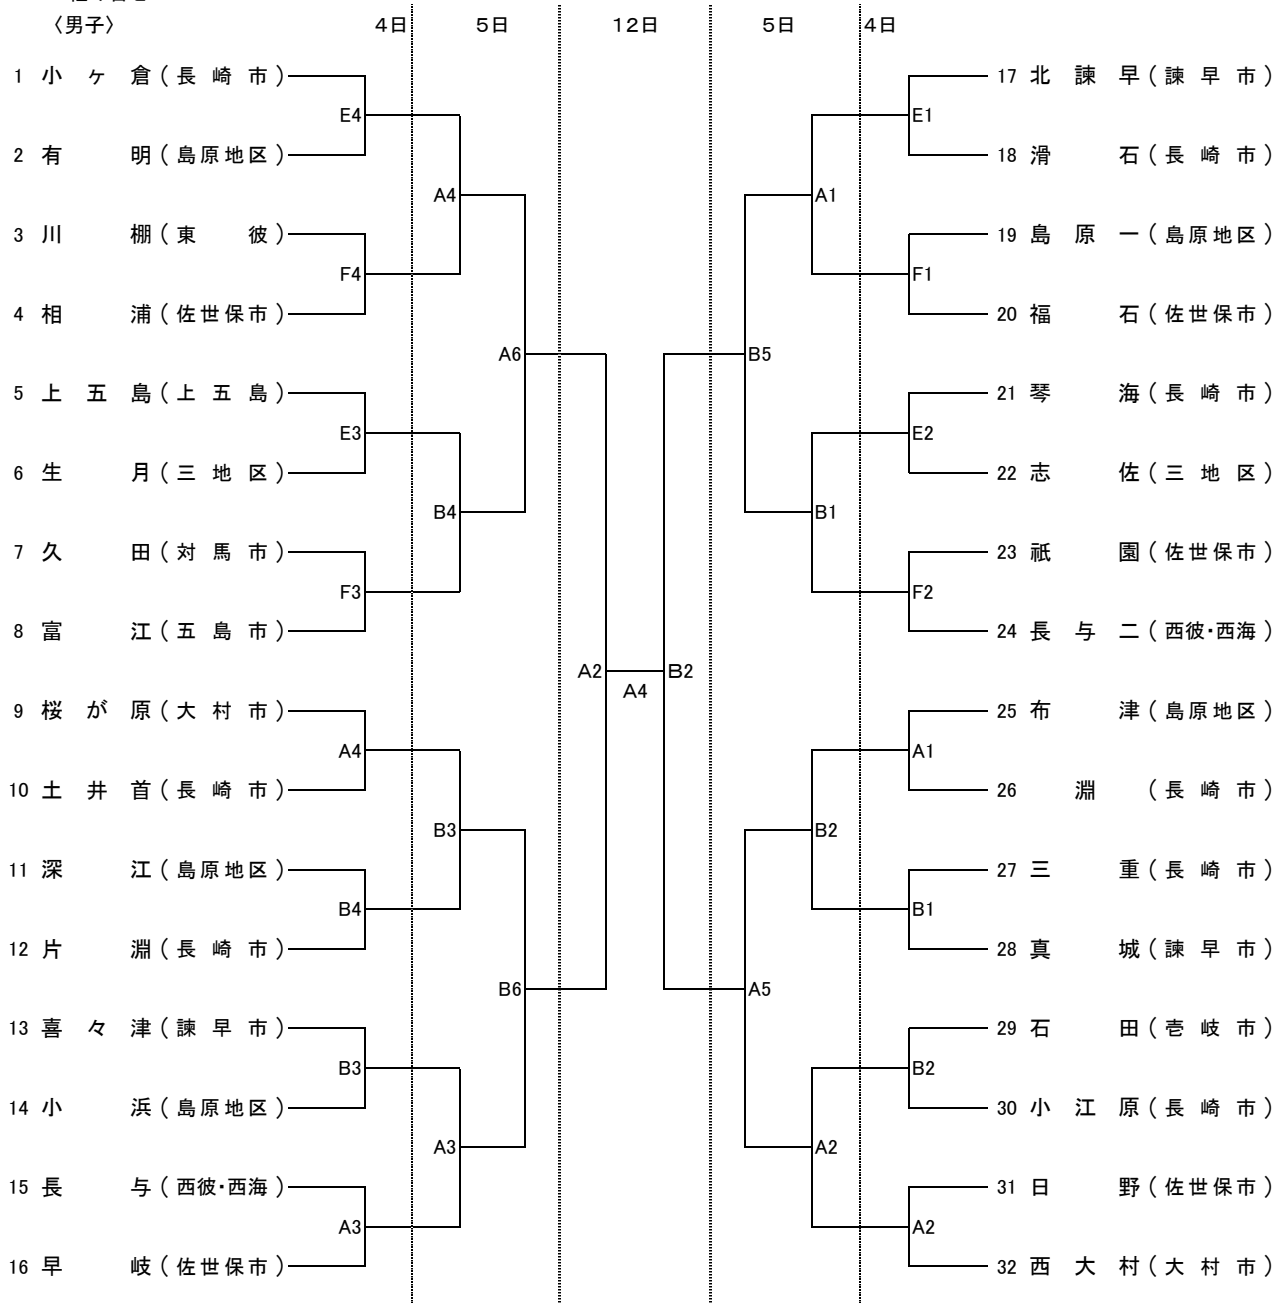 〈男子〉 4日 5日 12日 5日 4日
1 小ヶ倉(長崎市) 17 北諫早(諫早市)
E4 E1
2 有明(島原地区) 18 滑石(長崎市)
A4 A1
3 川棚(東彼) 19 島原一(島原地区)
F4 F1
4 相浦(佐世保市) 20 福石(佐世保市)
A6 B5
5 上五島(上五島) 21 琴海(長崎市)
E3 E2
6 生月(三地区) 22 志佐(三地区)
B4 B1
7 久田(対馬市) 23 祇園(佐世保市)
F3 F2
8 富江(五島市) 24 長与二(西彼・西海)
A2 A4 B2
9 桜が原(大村市) 25 布津(島原地区)
A4 A1
10 土井首(長崎市) 26 淵(長崎市)
B3 B2
11 深江(島原地区) 27 三重(長崎市)
B4 B1
12 片淵(長崎市) 28 真城(諫早市)
B6 A5
13 喜々津(諫早市) 29 石田(壱岐市)
B3 B2
14 小浜(島原地区) 30 小江原(長崎市)
A3 A2
15 長与(西彼・西海) 31 日野(佐世保市)
A3 A2
16 早岐(佐世保市) 32 西大村(大村市)